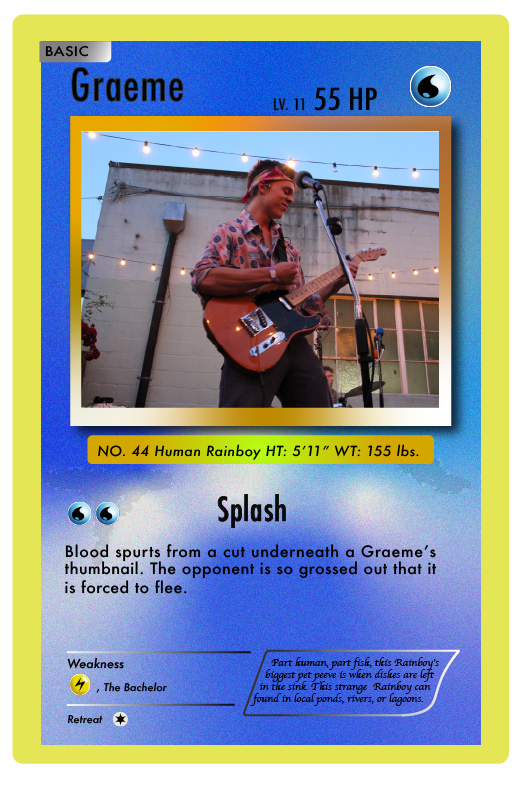 BASIC
Graeme
LV. 11 55 HP
NO. 44 Human Rainboy HT: 5’11” WT: 155 lbs.
Splash
Blood spurts from a cut underneath a Graeme’s
thumbnail. The opponent is so grossed out that it
is forced to flee.
Weakness
, The Bachelor
Retreat
Part human, part fish, this Rainboy's
biggest pet peeve is when dishes are left
in the sink. This strange Rainboy can
found in local ponds, rivers, or lagoons.